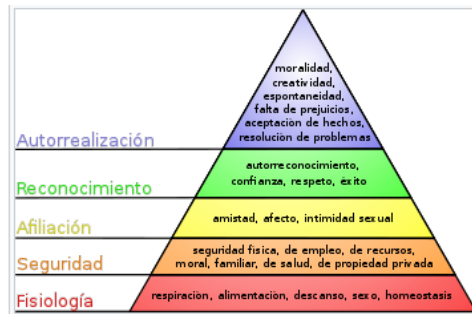 moralidad,
creatividad,
espontaneidad,
falta de prejuicios,
aceptación de hechos,
resolución de problemas
Autorrealización
autorreconocimiento,
confianza, respeto, éxito
Reconocimiento
amistad, afecto, intimidad sexual
Afiliación
seguridad física, de empleo, de recursos,
moral, familiar, de salud, de propiedad privada
Seguridad
respiración, alimentación, descanso, sexo, homeostasis
Fisiología